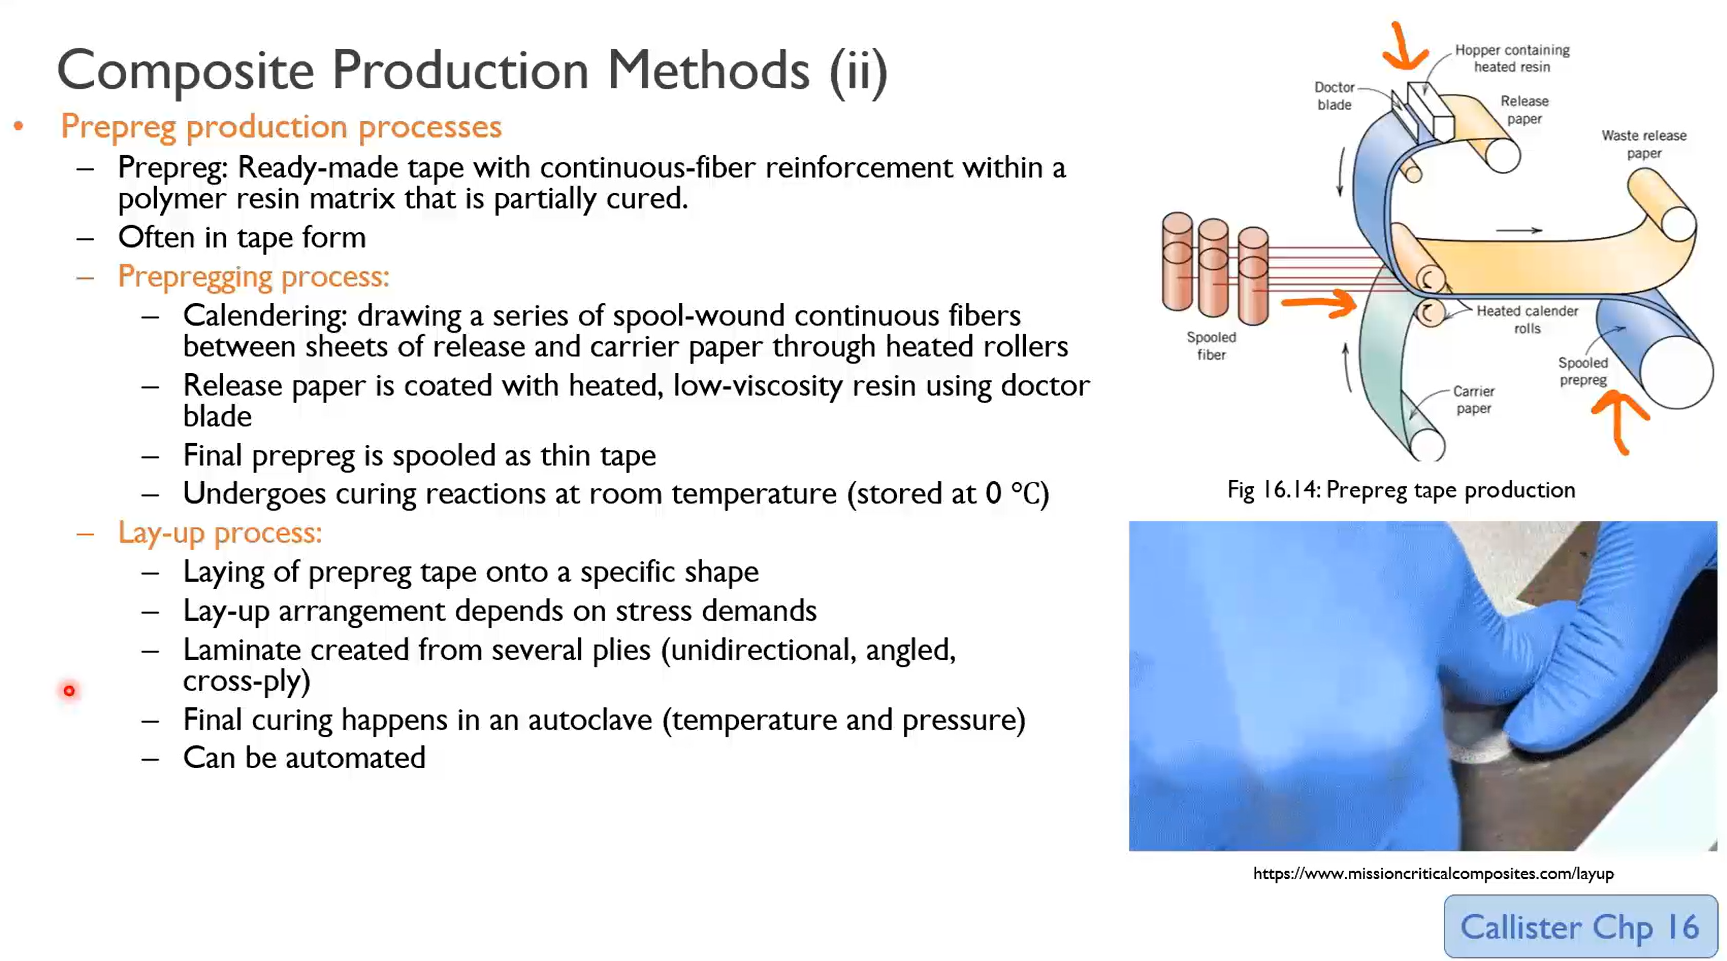 Composite Production Methods (ii)
• Prepreg production processes
– Prepreg: Ready-made tape with continuous-fiber reinforcement within a
polymer resin matrix that is partially cured.
– Often in tape form
– Prepregging process:
– Calendering: drawing a series of spool-wound continuous fibers
between sheets of release and carrier paper through heated rollers
– Release paper is coated with heated, low-viscosity resin using doctor
blade
– Final prepreg is spooled as thin tape
– Undergoes curing reactions at room temperature (stored at 0 °C)
– Lay-up process:
– Laying of prepreg tape onto a specific shape
– Lay-up arrangement depends on stress demands
– Laminate created from several plies (unidirectional, angled,
cross-ply)
– Final curing happens in an autoclave (temperature and pressure)
– Can be automated
Hopper containing
heated resin
Doctor
blade
Release
paper
Waste release
paper
Spooled
fiber
Heated calender
rolls
Spooled
prepreg
Carrier
paper
Fig 16.14: Prepreg tape production
https://www.missioncriticalcomposites.com/layup
Callister Chp 16